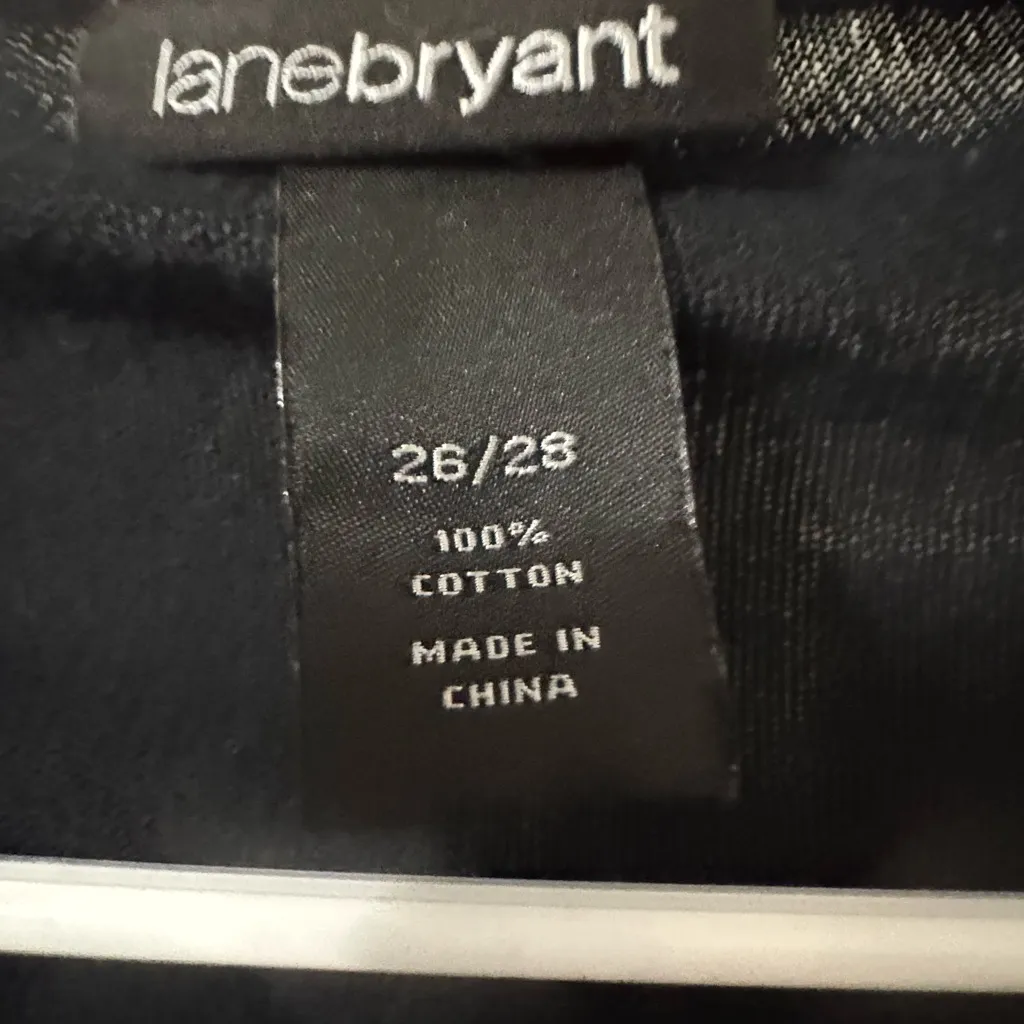 lanebryant
26/28
100%
COTTON
MADE IN
CHINA